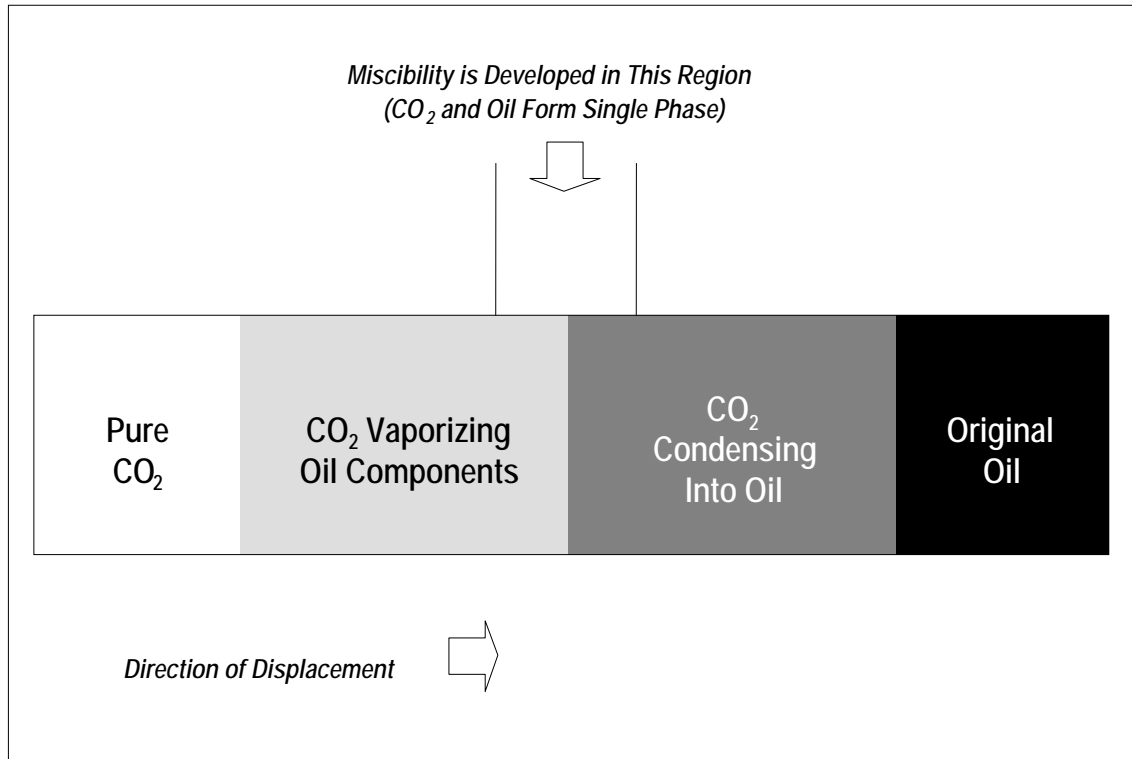 Miscibility is Developed in This Region
(CO₂ and Oil Form Single Phase)
Pure
CO₂
CO₂ Vaporizing
Oil Components
CO₂
Condensing
Into Oil
Original
Oil
Direction of Displacement